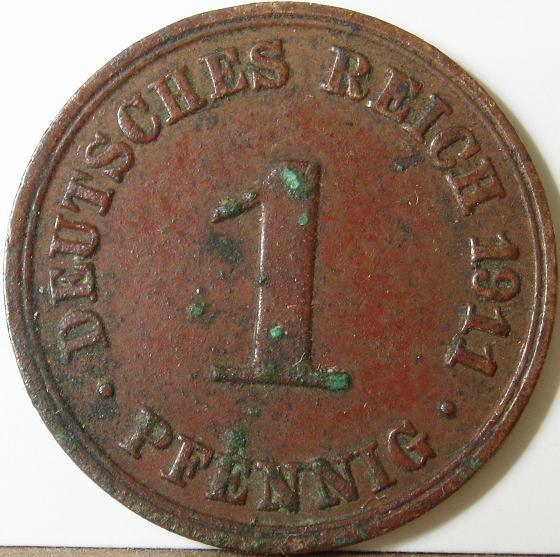 DEUTSCHES REICH 1911
1
· PFENNIG ·